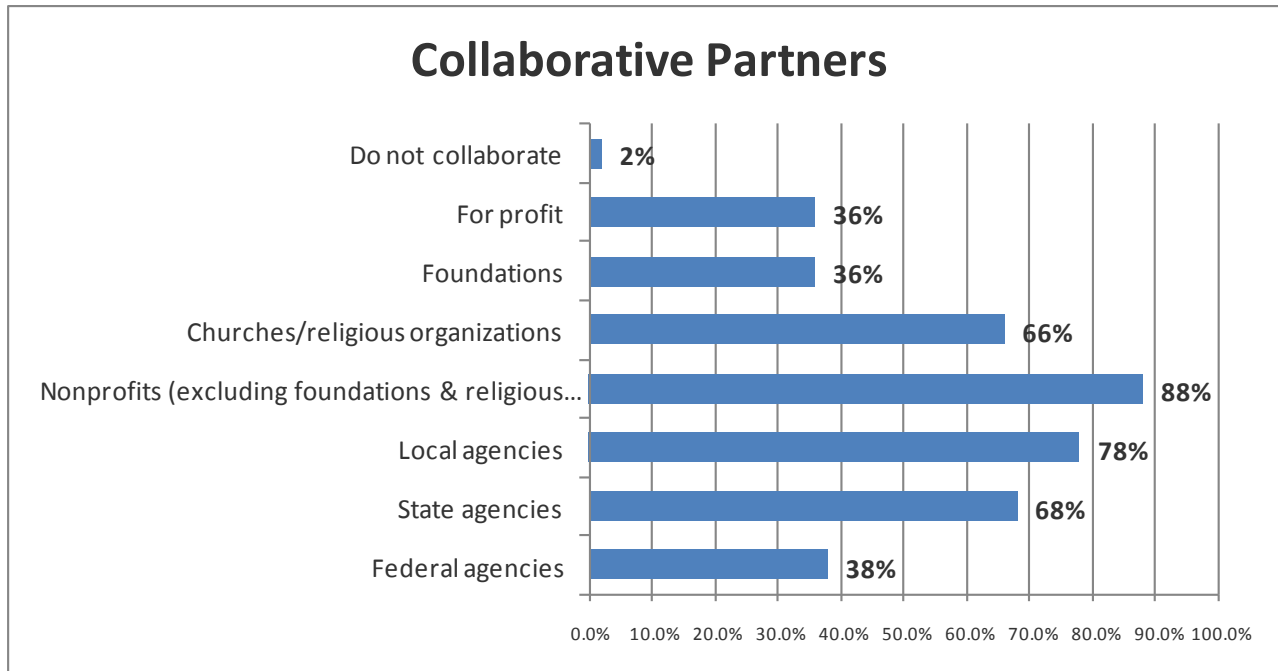 Collaborative Partners
Do not collaborate 2%
For profit 36%
Foundations 36%
Churches/religious organizations 66%
Nonprofits (excluding foundations & religious... 88%
Local agencies 78%
State agencies 68%
Federal agencies 38%
0.0% 10.0% 20.0% 30.0% 40.0% 50.0% 60.0% 70.0% 80.0% 90.0% 100.0%